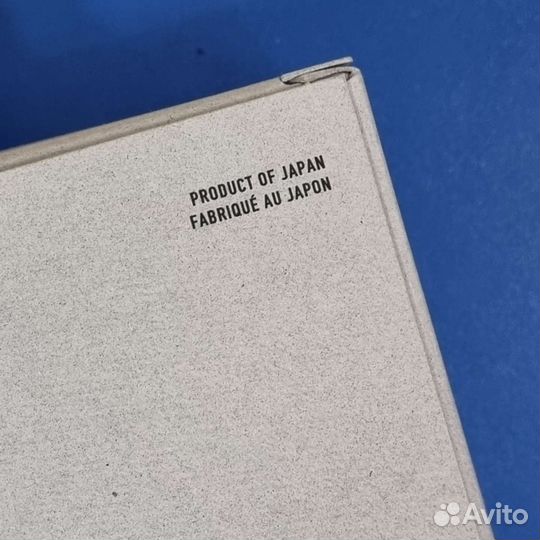 PRODUCT OF JAPAN
FABRIQUÉ AU JAPON
Avito